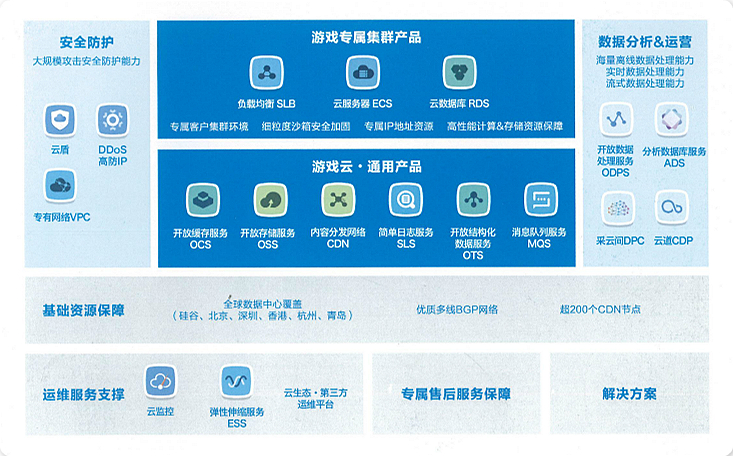 安全防护
大规模攻击安全防护能力
云盾
DDoS
高防IP
专有网络VPC
游戏专属集群产品
负载均衡 SLB
云服务器 ECS
云数据库 RDS
专属客户集群环境
细粒度沙箱安全加固
专属IP地址资源
高性能计算&存储资源保障
游戏云·通用产品
开放缓存服务
OCS
开放存储服务
OSS
内容分发网络
CDN
简单日志服务
SLS
开放结构化
数据服务
OTS
消息队列服务
MQS
数据分析&运营
海量离线数据处理能力
实时数据处理能力
流式数据处理能力
开放数据
处理服务
ODPS
分析数据库服务
ADS
采云间DPC
云道CDP
基础资源保障
全球数据中心覆盖
（硅谷、北京、深圳、香港、杭州、青岛）
优质多线BGP网络
超200个CDN节点
运维服务支撑
云监控
弹性伸缩服务
ESS
云生态·第三方
运维平台
专属售后服务保障
解决方案